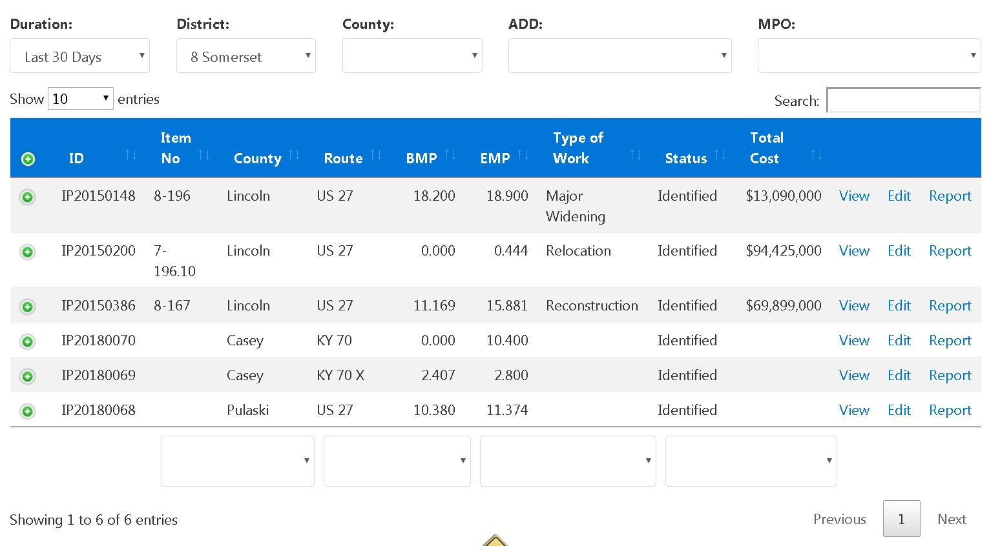 Duration: District: County: ADD: MPO:
Last 30 Days 8 Somerset
Show 10 entries Search:
ID Item No County Route BMP EMP Type of Work Status Total Cost
IP20150148 8-196 Lincoln US 27 18.200 18.900 Major Widening Identified $13,090,000 View Edit Report
IP20150200 7-196.10 Lincoln US 27 0.000 0.444 Relocation Identified $94,425,000 View Edit Report
IP20150386 8-167 Lincoln US 27 11.169 15.881 Reconstruction Identified $69,899,000 View Edit Report
IP20180070 Casey KY 70 0.000 10.400 Identified View Edit Report
IP20180069 Casey KY 70 X 2.407 2.800 Identified View Edit Report
IP20180068 Pulaski US 27 10.380 11.374 Identified View Edit Report
Showing 1 to 6 of 6 entries Previous 1 Next